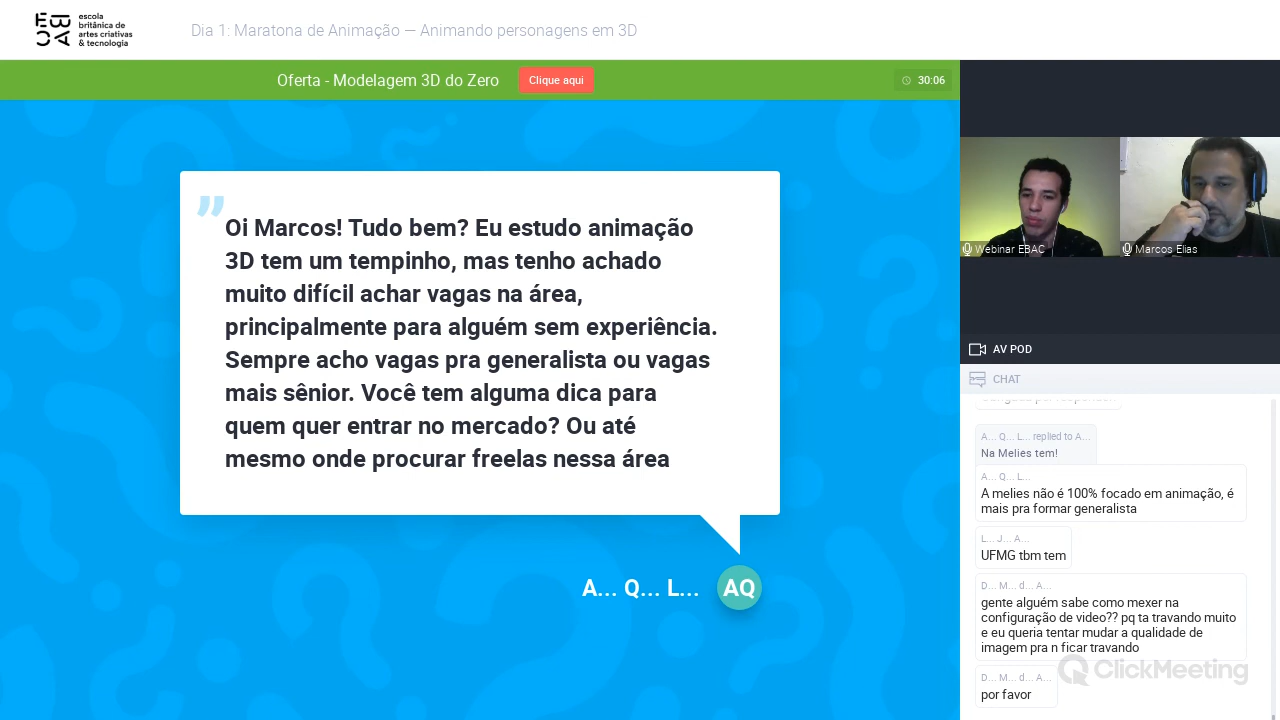 EBAC
escola
britânica de
artes criativas
& tecnologia
Dia 1: Maratona de Animação — Animando personagens em 3D
Oferta - Modelagem 3D do Zero
Clique aqui
30:06
”
Oi Marcos! Tudo bem? Eu estudo animação
3D tem um tempinho, mas tenho achado
muito difícil achar vagas na área,
principalmente para alguém sem experiência.
Sempre acho vagas pra generalista ou vagas
mais sênior. Você tem alguma dica para
quem quer entrar no mercado? Ou até
mesmo onde procurar freelas nessa área
A... Q... L...
AQ
Webinar EBAC
Marcos Elias
AV POD
CHAT
A... Q... L... replied to A...
Na Melies tem!
A... Q... L...
A melies não é 100% focado em animação, é
mais pra formar generalista
L... J... A...
UFMG tbm tem
D... M... d... A...
gente alguém sabe como mexer na
configuração de video?? pq ta travando muito
e eu queria tentar mudar a qualidade de
imagem pra n ficar travando
D... M... d... A...
por favor
ClickMeeting